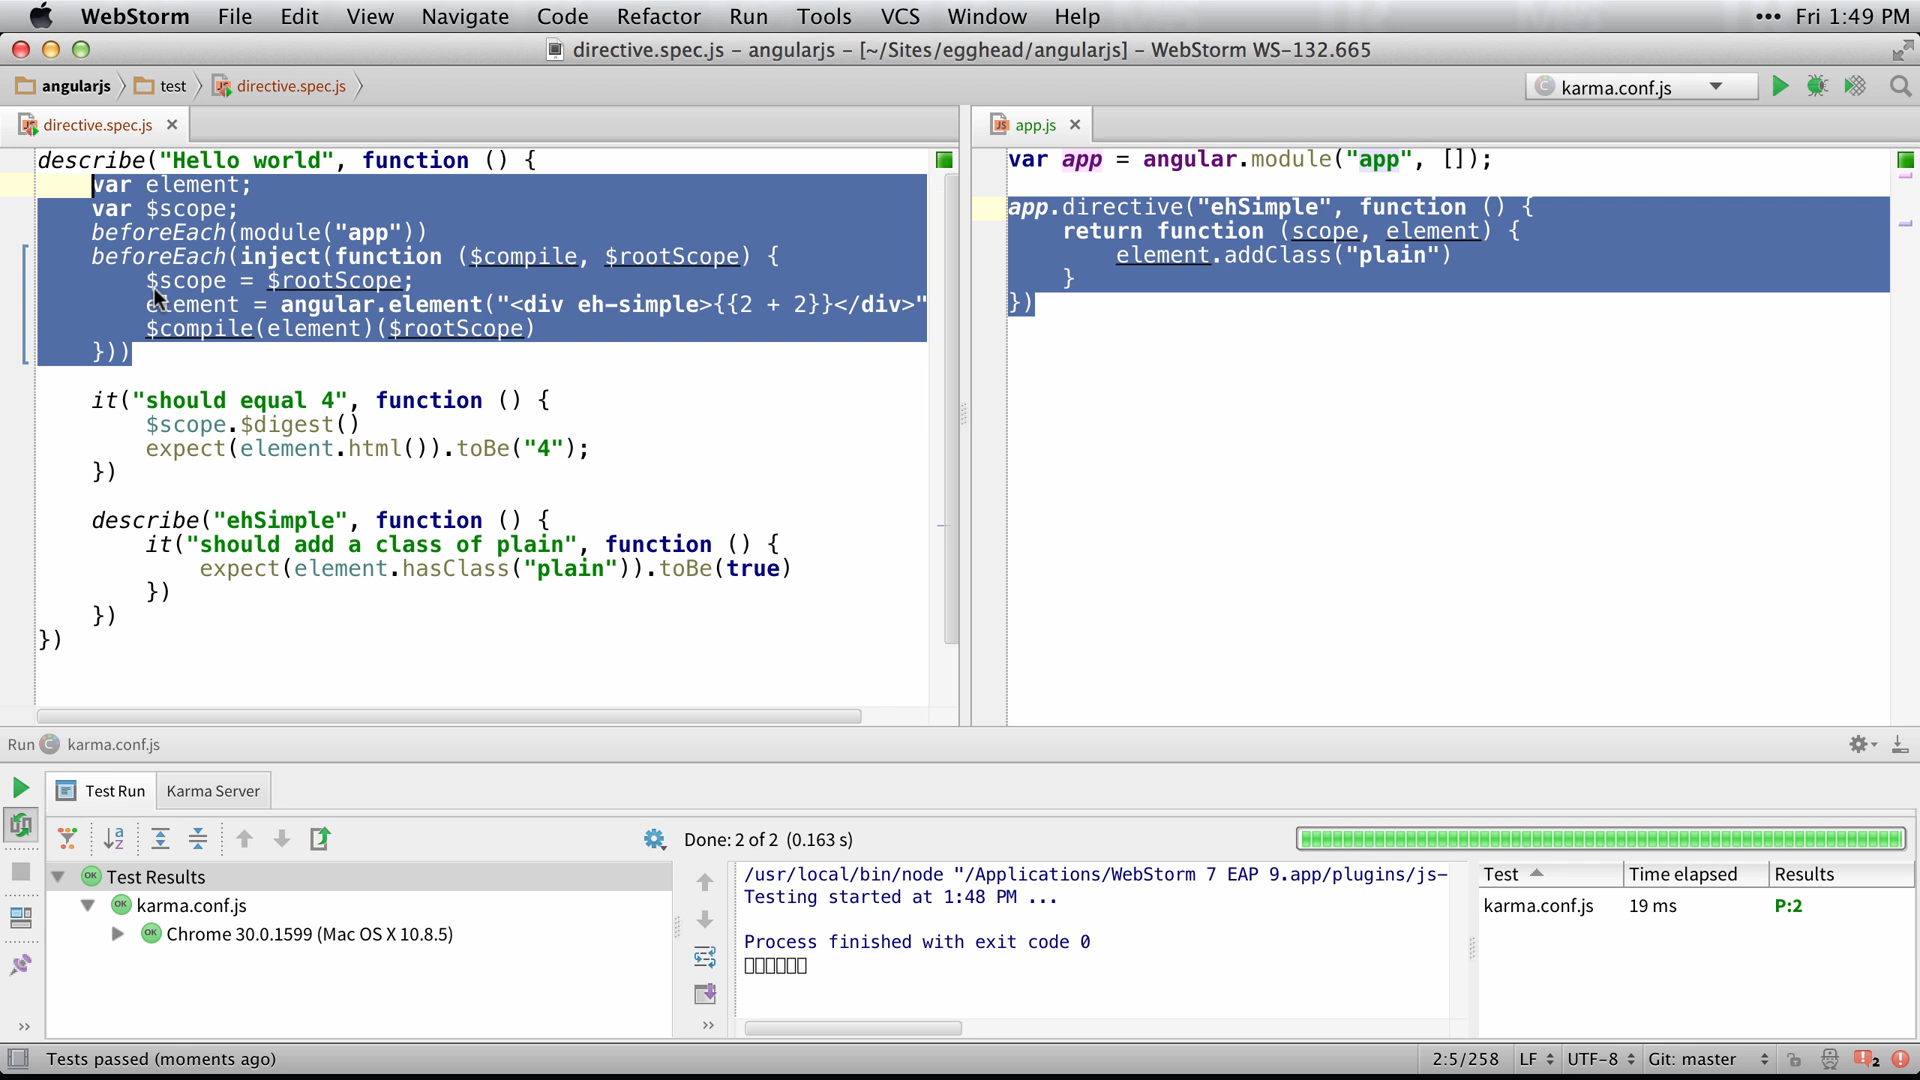 WebStorm File Edit View Navigate Code Refactor Run Tools VCS Window Help ••• Fri 1:49 PM
directive.spec.js – angularjs – [~/Sites/egghead/angularjs] – WebStorm WS-132.665
angularjs test directive.spec.js karma.conf.js
directive.spec.js
describe("Hello world", function () {
var element;
var $scope;
beforeEach(module("app"))
beforeEach(inject(function ($compile, $rootScope) {
$scope = $rootScope;
element = angular.element("<div eh-simple>{{2 + 2}}</div>"
$compile(element)($rootScope)
}))
it("should equal 4", function () {
$scope.$digest()
expect(element.html()).toBe("4");
})
describe("ehSimple", function () {
it("should add a class of plain", function () {
expect(element.hasClass("plain")).toBe(true)
})
})
})
app.js
var app = angular.module("app", []);
app.directive("ehSimple", function () {
return function (scope, element) {
element.addClass("plain")
}
})
Run karma.conf.js
Test Run Karma Server
Done: 2 of 2 (0.163 s)
Test Results
karma.conf.js
Chrome 30.0.1599 (Mac OS X 10.8.5)
/usr/local/bin/node "/Applications/WebStorm 7 EAP 9.app/plugins/js-
Testing started at 1:48 PM ...
Process finished with exit code 0
Test Time elapsed Results
karma.conf.js 19 ms P:2
Tests passed (moments ago) 2:5/258 LF UTF-8 Git: master 2